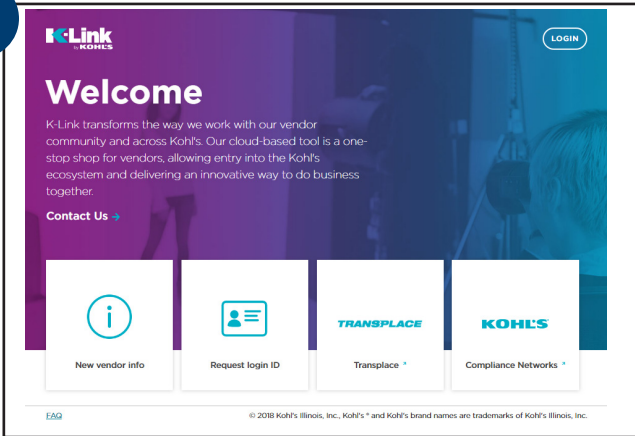 K-Link
by KOHL'S
LOGIN
Welcome
K-Link transforms the way we work with our vendor
community and across Kohl's. Our cloud-based tool is a one-
stop shop for vendors, allowing entry into the Kohl's
ecosystem and delivering an innovative way to do business
together.
Contact Us →
TRANSPLACE
KOHL'S
New vendor info
Request login ID
Transplace
Compliance Networks
FAQ
© 2018 Kohl's Illinois, Inc., Kohl's ® and Kohl's brand names are trademarks of Kohl's Illinois, Inc.